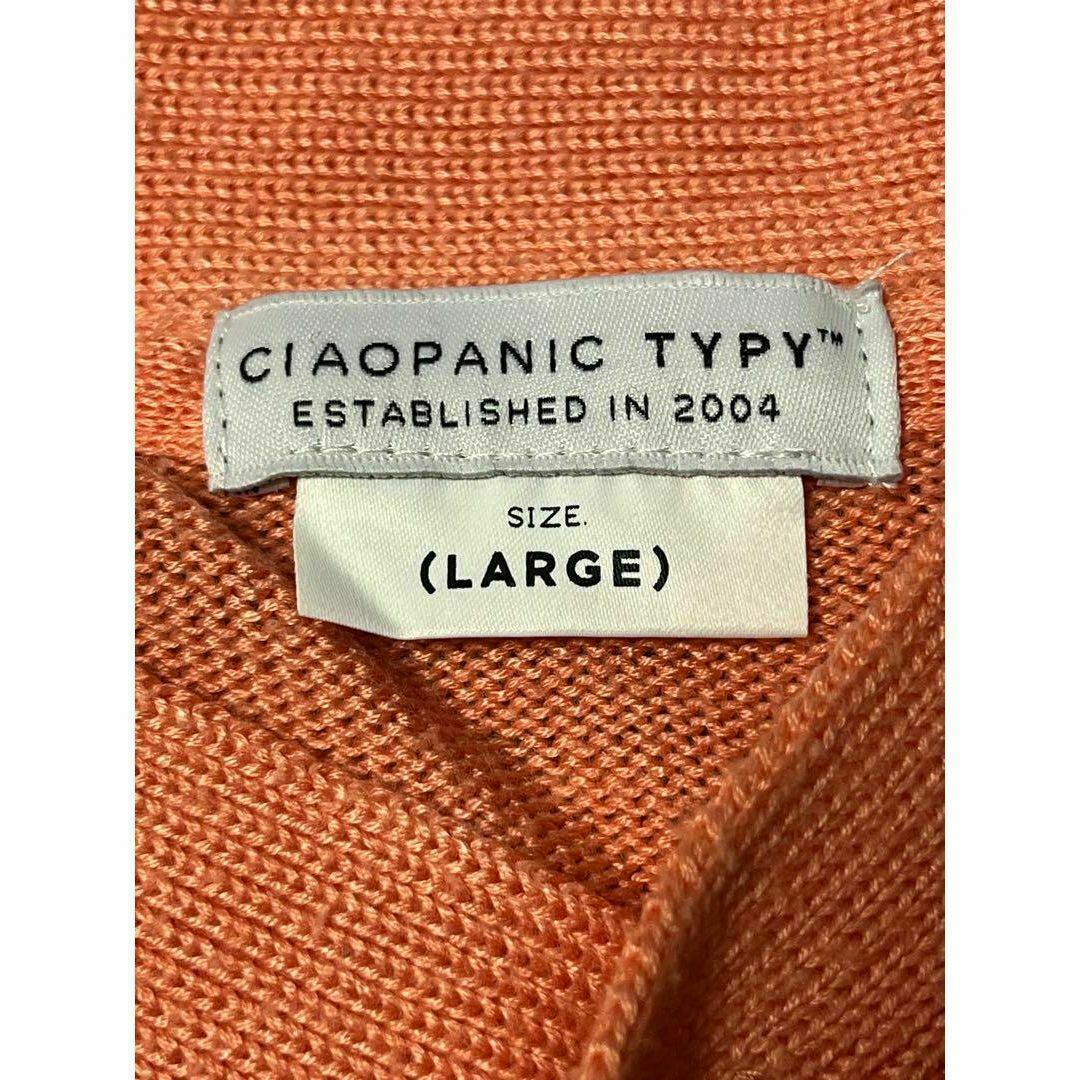 CIAOPANIC TYPY™
ESTABLISHED IN 2004
SIZE.
(LARGE)